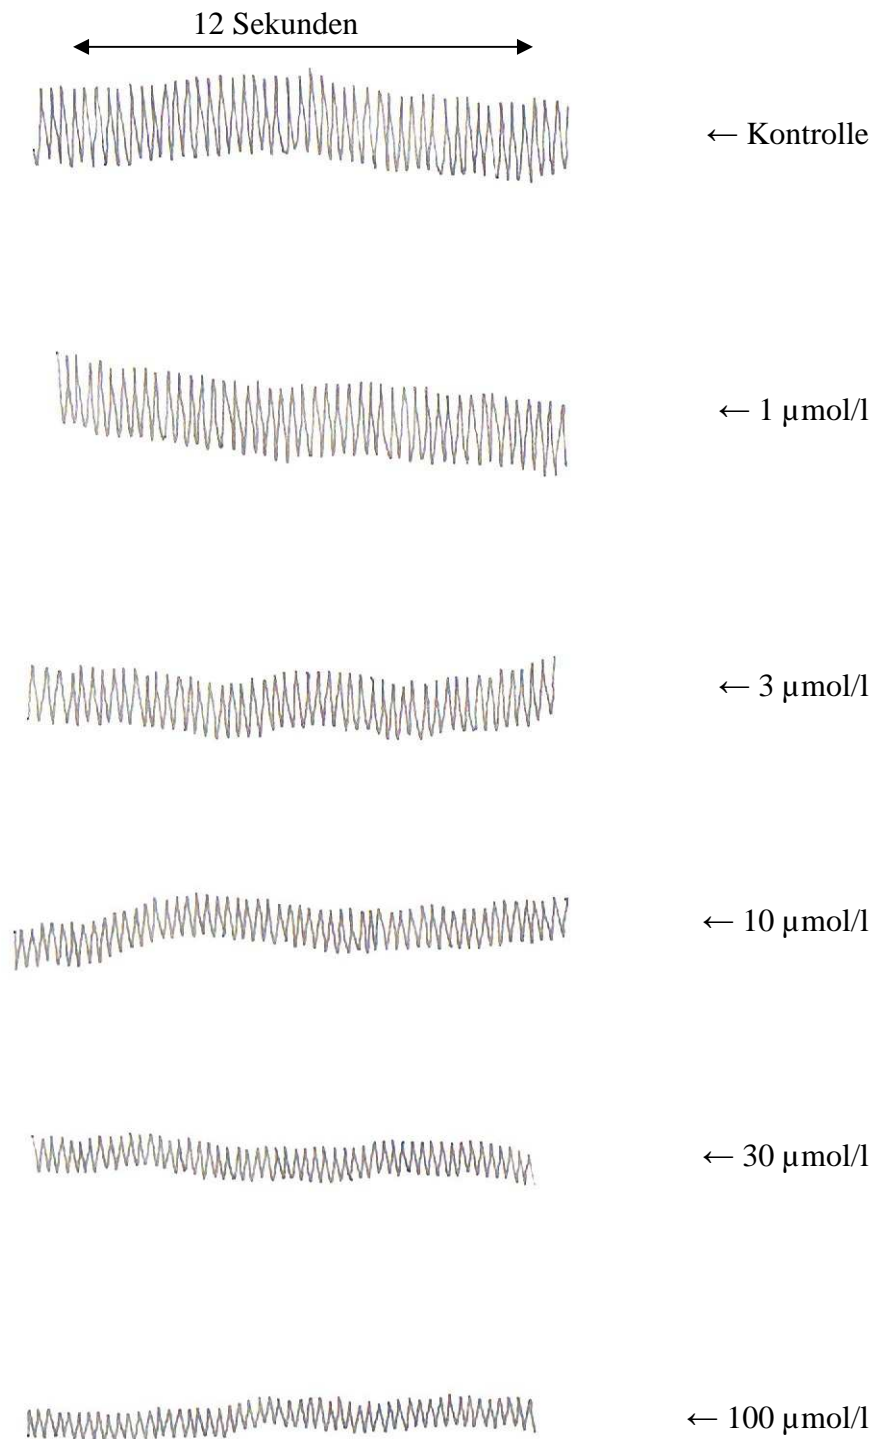 12 Sekunden
← Kontrolle
← 1 µmol/l
← 3 µmol/l
← 10 µmol/l
← 30 µmol/l
← 100 µmol/l